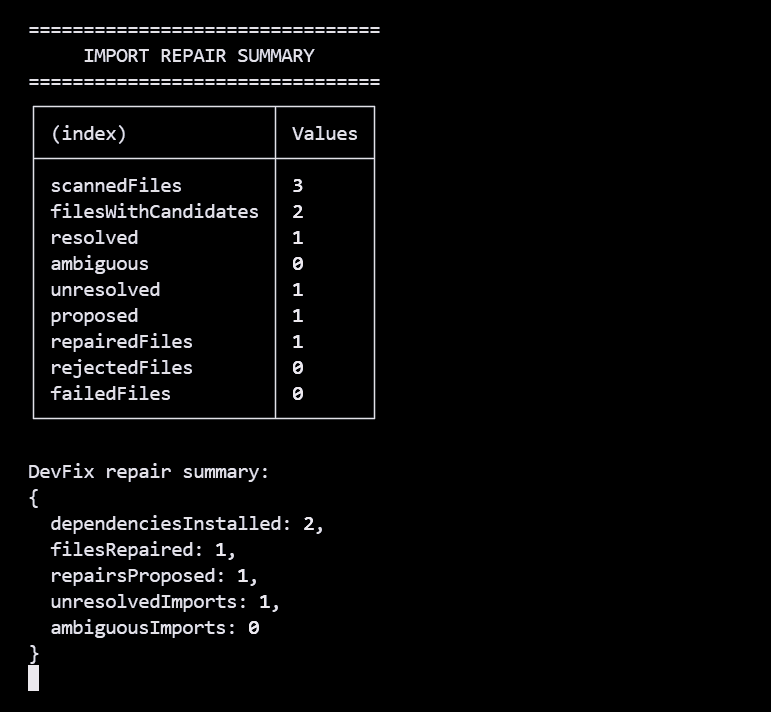 ================================
IMPORT REPAIR SUMMARY
================================
(index) Values
scannedFiles 3
filesWithCandidates 2
resolved 1
ambiguous 0
unresolved 1
proposed 1
repairedFiles 1
rejectedFiles 0
failedFiles 0
DevFix repair summary:
{
dependenciesInstalled: 2,
filesRepaired: 1,
repairsProposed: 1,
unresolvedImports: 1,
ambiguousImports: 0
}